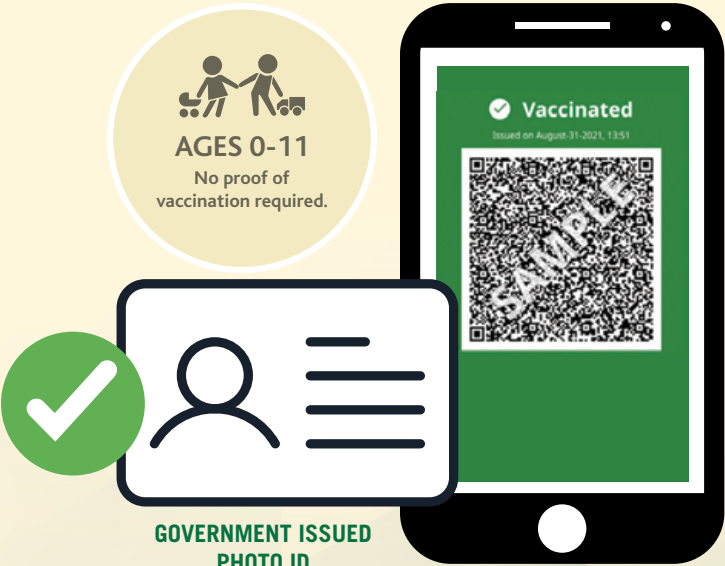 AGES 0-11
No proof of
vaccination required.
Vaccinated
Issued on August-31-2021, 13:51
SAMPLE
GOVERNMENT ISSUED
PHOTO ID